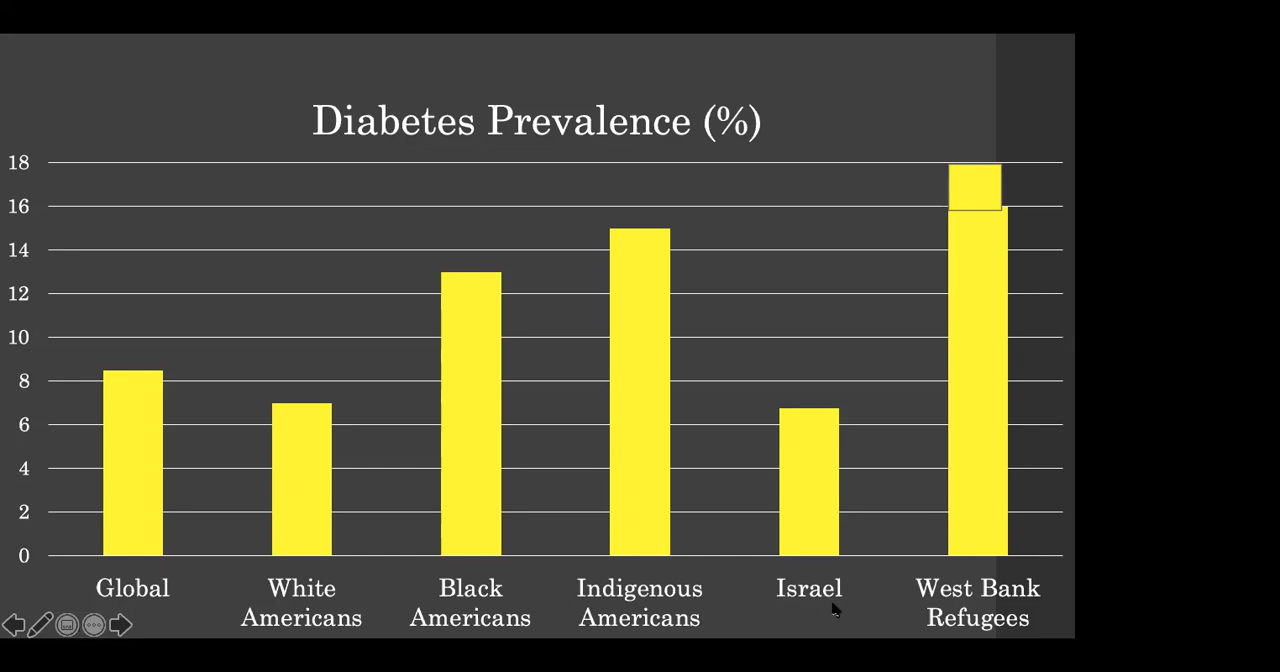 Diabetes Prevalence (%)
18
16
14
12
10
8
6
4
2
0
Global
White
Americans
Black
Americans
Indigenous
Americans
Israel
West Bank
Refugees